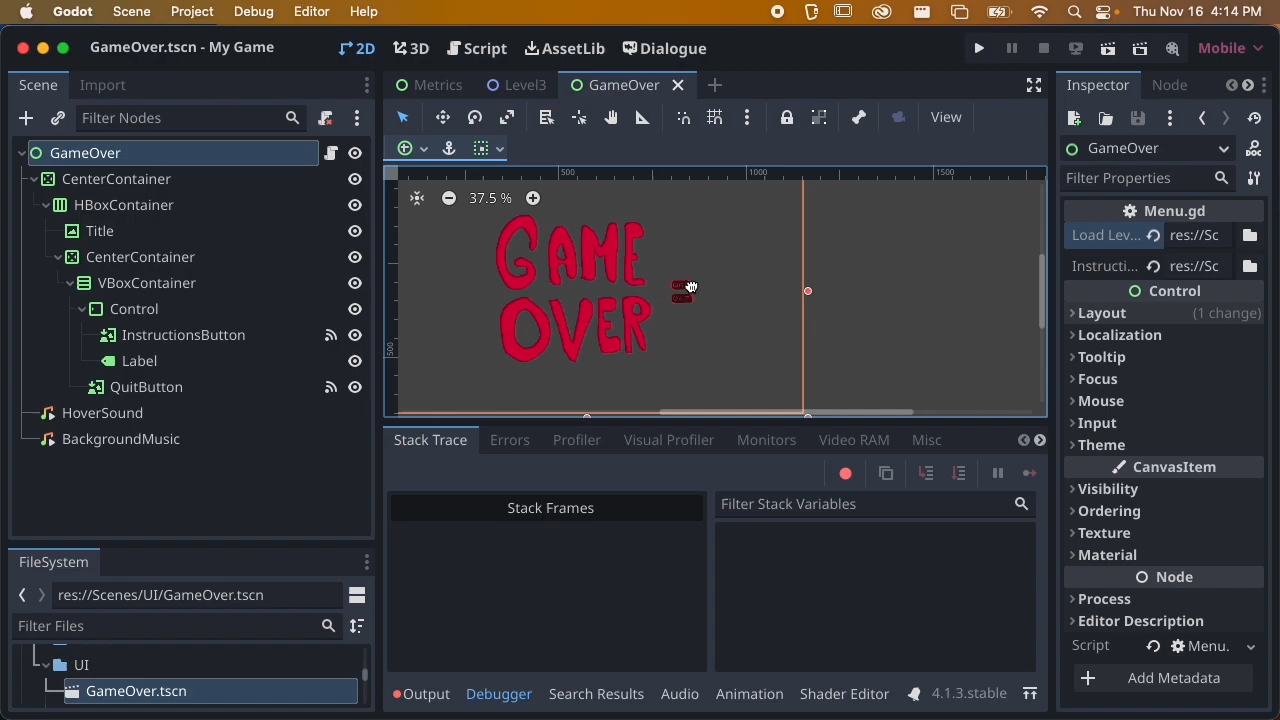 Godot Scene Project Debug Editor Help Thu Nov 16 4:14 PM
GameOver.tscn - My Game 2D 3D Script AssetLib Dialogue Mobile
Scene Import
Metrics Level3 GameOver
Inspector Node
Filter Nodes
View
GameOver
CenterContainer
HBoxContainer
Title
CenterContainer
VBoxContainer
Control
InstructionsButton
Label
QuitButton
HoverSound
BackgroundMusic
500 1000 1500
37.5 %
500
GAME
OVER
GameOver
Filter Properties
Menu.gd
Load Lev... res://Sc
Instructi... res://Sc
Control
Layout (1 change)
Localization
Tooltip
Focus
Mouse
Input
Theme
CanvasItem
Visibility
Ordering
Texture
Material
Node
Process
Editor Description
Script Menu.
Add Metadata
Stack Trace Errors Profiler Visual Profiler Monitors Video RAM Misc
Stack Frames
Filter Stack Variables
FileSystem
res://Scenes/UI/GameOver.tscn
Filter Files
UI
GameOver.tscn
Output Debugger Search Results Audio Animation Shader Editor 4.1.3.stable